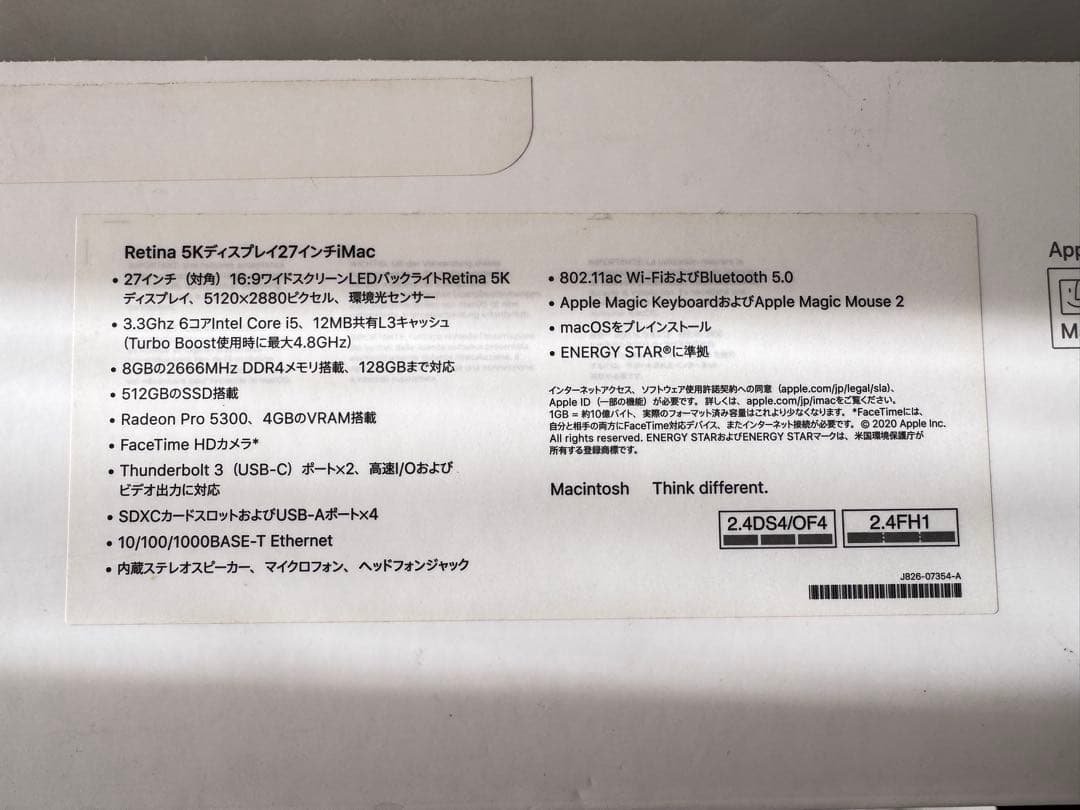 Retina 5Kディスプレイ27インチiMac
• 27インチ（対角）16:9ワイドスクリーンLEDバックライトRetina 5K
ディスプレイ、5120×2880ピクセル、環境光センサー
• 3.3Ghz 6コアIntel Core i5、12MB共有L3キャッシュ
(Turbo Boost使用時に最大4.8GHz)
• 8GBの2666MHz DDR4メモリ搭載、128GBまで対応
• 512GBのSSD搭載
• Radeon Pro 5300、4GBのVRAM搭載
• FaceTime HDカメラ*
• Thunderbolt 3（USB-C）ポート×2、高速I/Oおよび
ビデオ出力に対応
• SDXCカードスロットおよびUSB-Aポート×4
• 10/100/1000BASE-T Ethernet
• 内蔵ステレオスピーカー、マイクロフォン、ヘッドフォンジャック
• 802.11ac Wi-FiおよびBluetooth 5.0
• Apple Magic KeyboardおよびApple Magic Mouse 2
• macOSをプレインストール
• ENERGY STAR®に準拠
インターネットアクセス、ソフトウェア使用許諾契約への同意（apple.com/jp/legal/sla）、
Apple ID（一部の機能）が必要です。詳しくは、apple.com/jp/imacをご覧ください。
1GB = 約10億バイト、実際のフォーマット済み容量はこれより少なくなります。*FaceTimeには、
自分と相手の両方にFaceTime対応デバイス、またインターネット接続が必要です。© 2020 Apple Inc.
All rights reserved. ENERGY STARおよびENERGY STARマークは、米国環境保護庁が
所有する登録商標です。
Macintosh Think different.
2.4DS4/OF4 2.4FH1
J826-07354-A